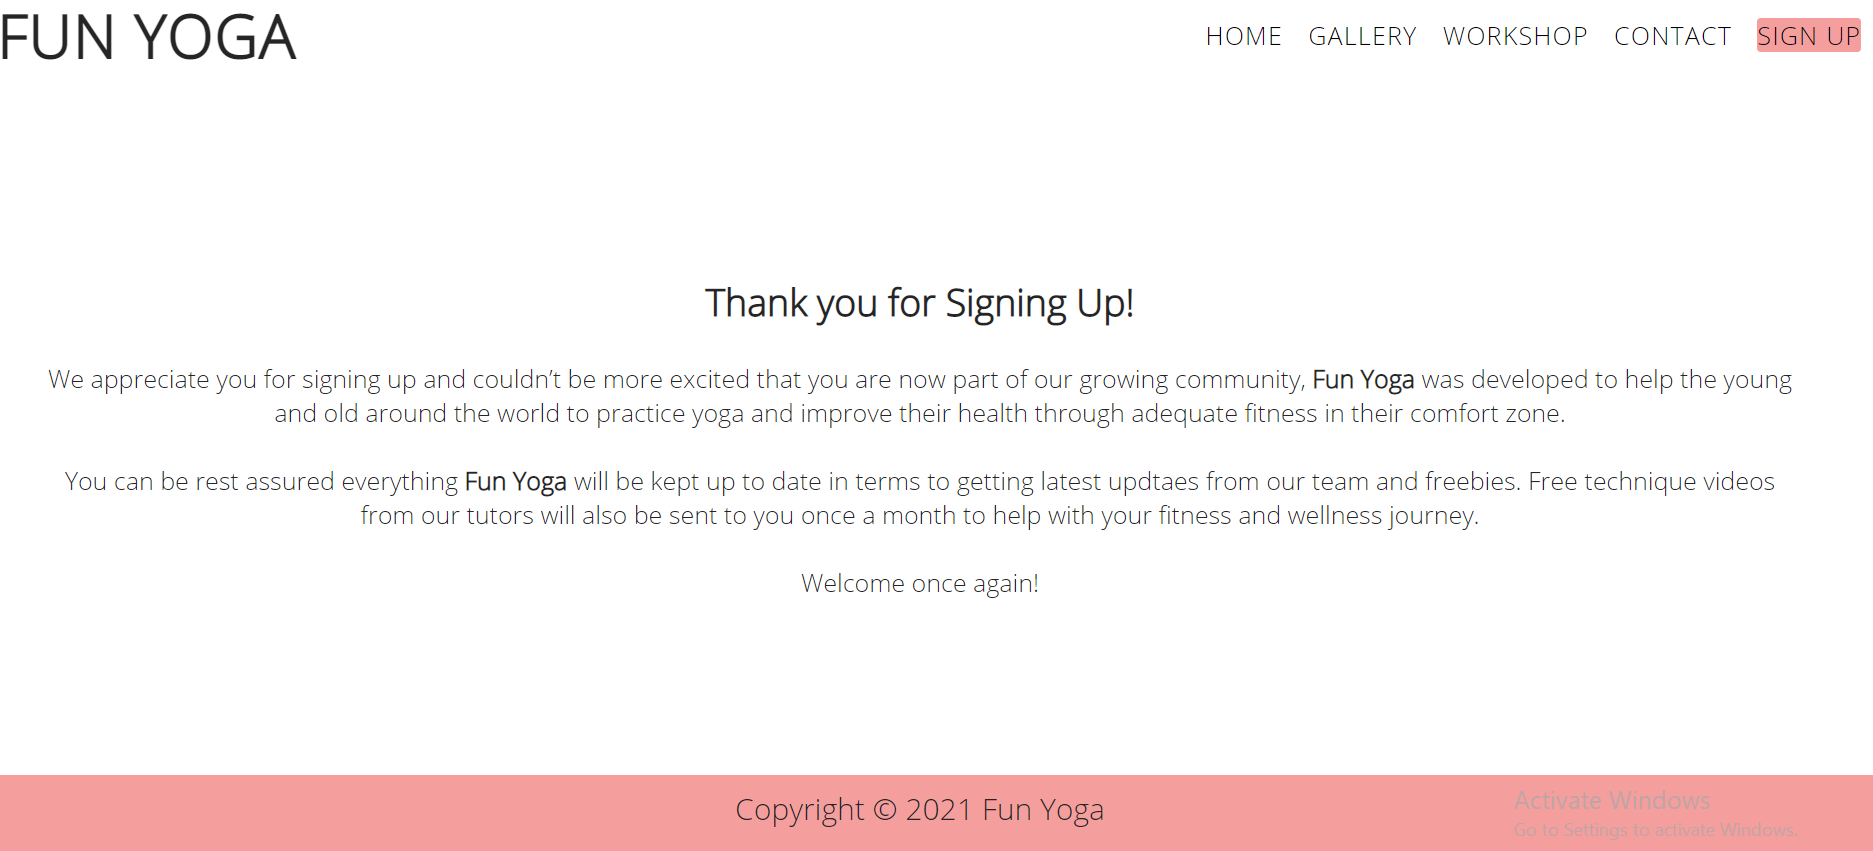 FUN YOGA
HOME GALLERY WORKSHOP CONTACT SIGN UP
Thank you for Signing Up!
We appreciate you for signing up and couldn’t be more excited that you are now part of our growing community, Fun Yoga was developed to help the young
and old around the world to practice yoga and improve their health through adequate fitness in their comfort zone.
You can be rest assured everything Fun Yoga will be kept up to date in terms to getting latest updtaes from our team and freebies. Free technique videos
from our tutors will also be sent to you once a month to help with your fitness and wellness journey.
Welcome once again!
Copyright © 2021 Fun Yoga
Activate Windows
Go to Settings to activate Windows.